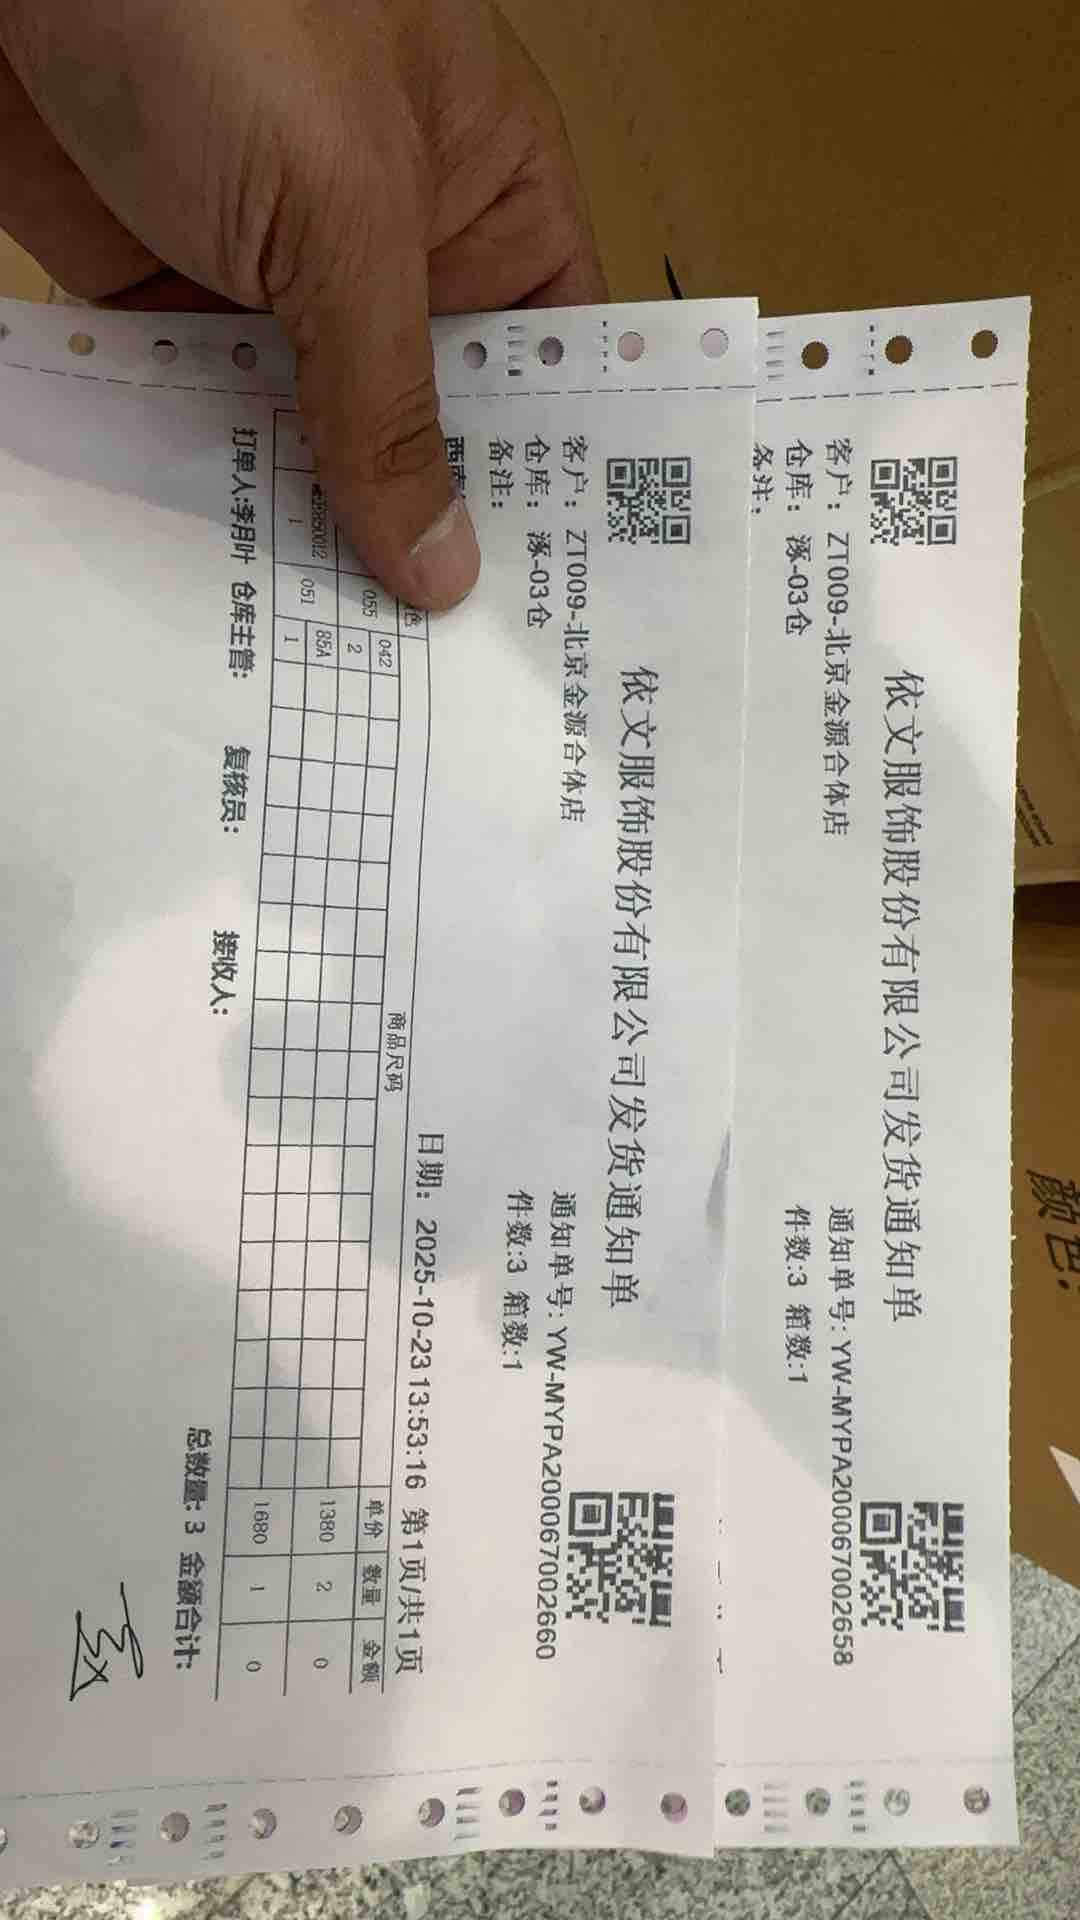 依文服饰股份有限公司发货通知单
客户：ZT009-北京金源合体店
通知单号: YW-MYPA200067002658
仓库：涿-03仓
件数:3 箱数:1
备注：
依文服饰股份有限公司发货通知单
客户：ZT009-北京金源合体店
通知单号: YW-MYPA200067002660
仓库：涿-03仓
件数:3 箱数:1
备注：
日期: 2025-10-23 13:53:16 第1页/共1页
色 商品尺码 单价 数量 金额
042
055 2 1380 2 0
85A
051 1 1680 1 0
1
打单人:李月叶 仓库主管: 复核员: 接收人: 总数量: 3 金额合计:
颜色: